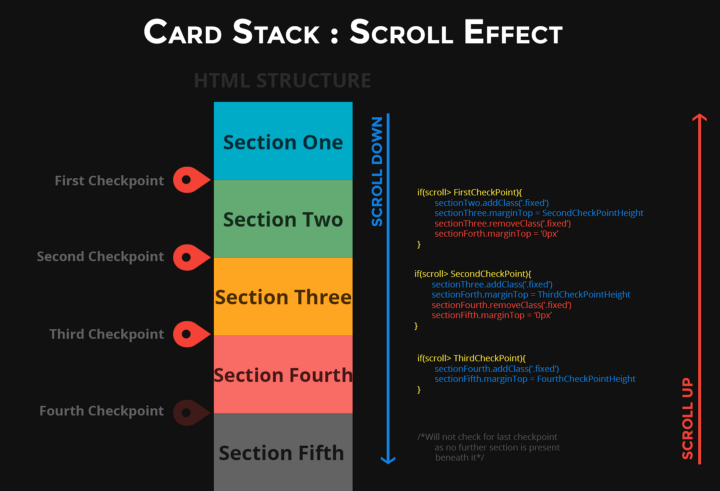 CARD STACK : SCROLL EFFECT
HTML STRUCTURE
Section One
First Checkpoint
Section Two
Second Checkpoint
Section Three
Third Checkpoint
Section Fourth
Fourth Checkpoint
Section Fifth
SCROLL DOWN
if(scroll> FirstCheckPoint){
sectionTwo.addClass('.fixed')
sectionThree.marginTop = SecondCheckPointHeight
sectionThree.removeClass('.fixed')
sectionForth.marginTop = '0px'
}
if(scroll> SecondCheckpoint){
sectionThree.addClass('.fixed')
sectionForth.marginTop = ThirdCheckPointHeight
sectionFourth.removeClass('.fixed')
sectionFifth.marginTop = '0px'
}
if(scroll> ThirdCheckPoint){
sectionFourth.addClass('.fixed')
sectionFifth.marginTop = FourthCheckPointHeight
}
/*Will not check for last checkpoint
as no further section is present
beneath it*/
SCROLL UP